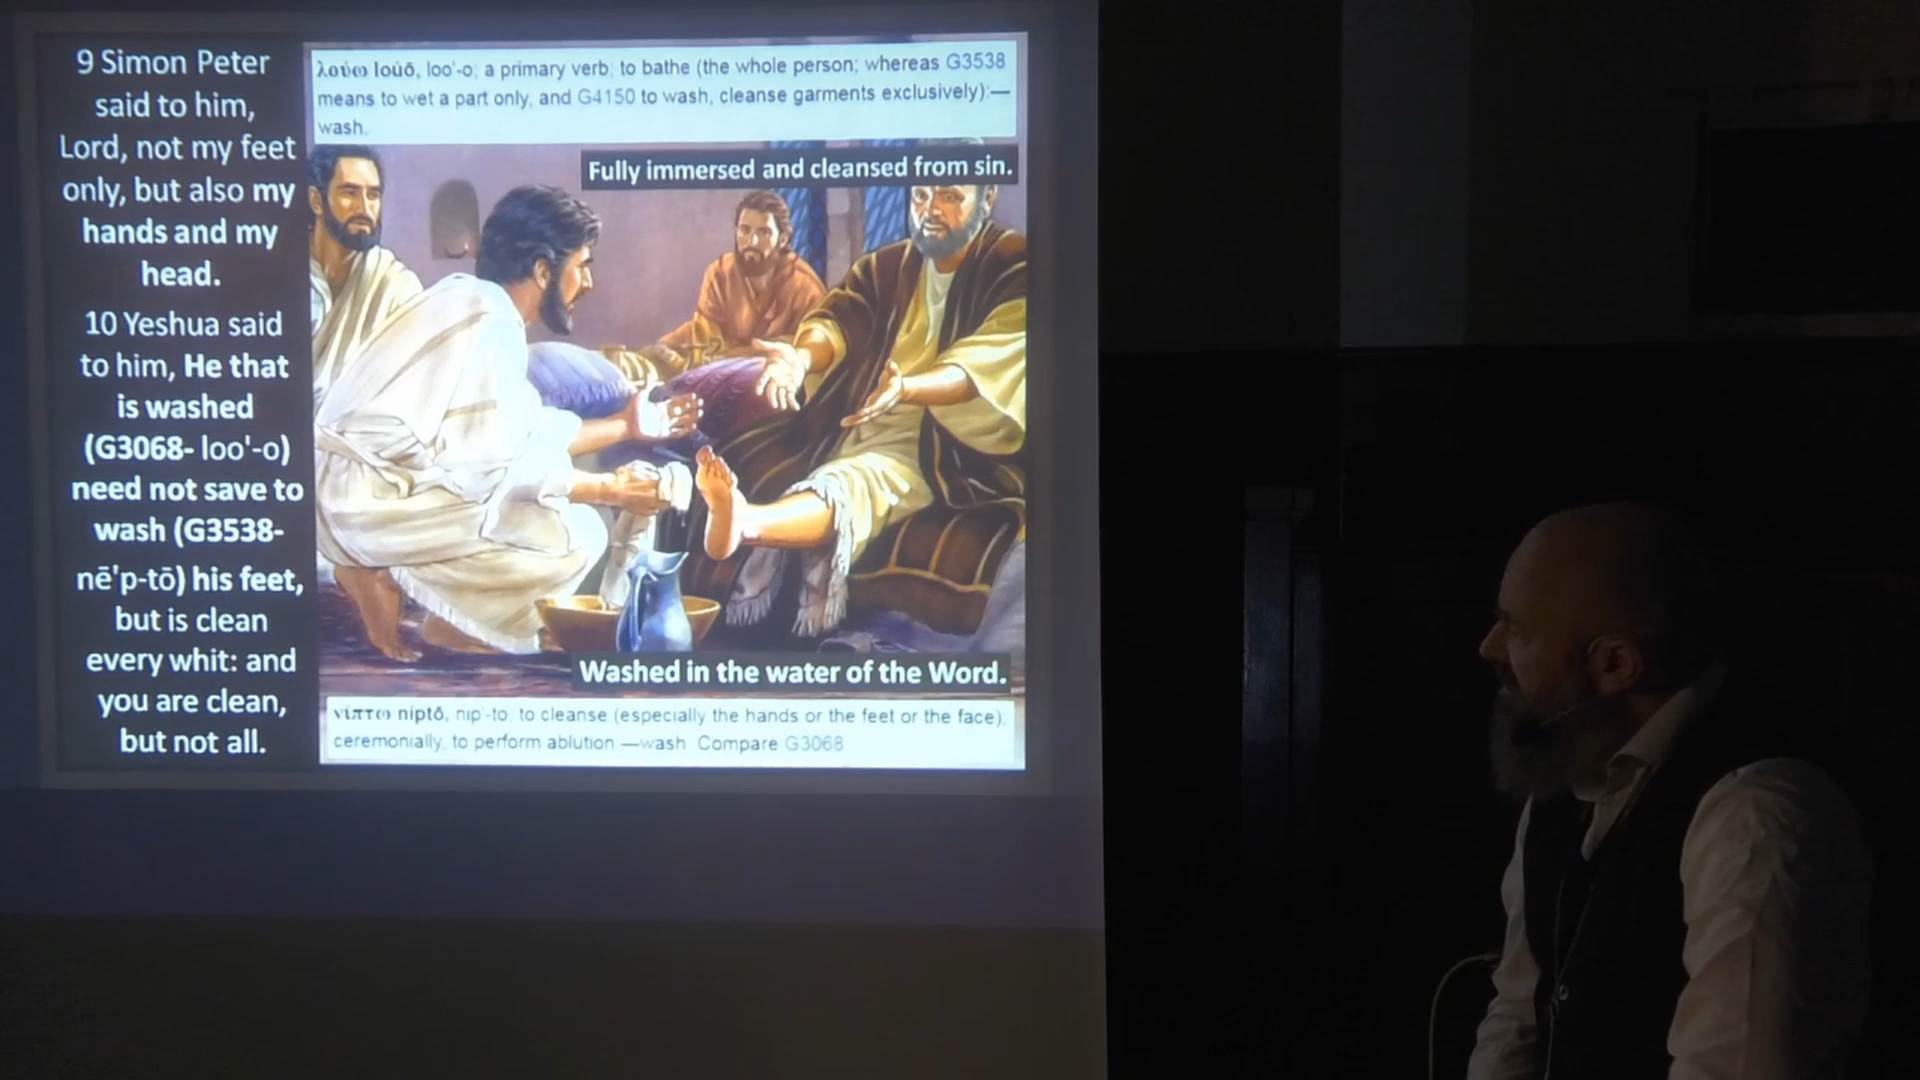 9 Simon Peter
said to him,
Lord, not my feet
only, but also my
hands and my
head.
10 Yeshua said
to him, He that
is washed
(G3068- loo'-o)
need not save to
wash (G3538-
nē'p-tō) his feet,
but is clean
every whit: and
you are clean,
but not all.
λούω louō, loo'-o; a primary verb; to bathe (the whole person; whereas G3538
means to wet a part only, and G4150 to wash, cleanse garments exclusively):—
wash.
Fully immersed and cleansed from sin.
Washed in the water of the Word.
νίπτω niptō, nip'-to; to cleanse (especially the hands or the feet or the face);
ceremonially, to perform ablution:—wash. Compare G3068